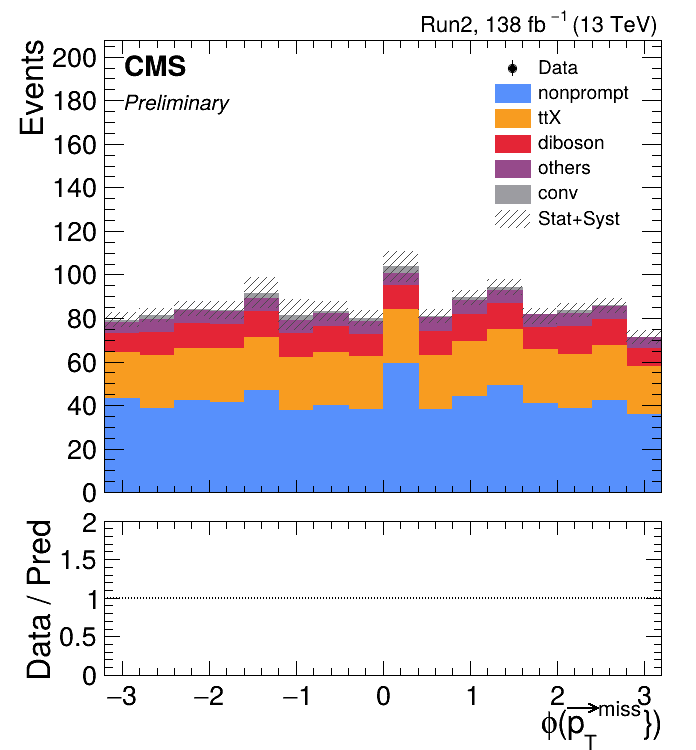 Run2, 138 fb⁻¹ (13 TeV)
Events
CMS
Preliminary
Data
nonprompt
ttX
diboson
others
conv
Stat+Syst
200
180
160
140
120
100
80
60
40
20
0
Data / Pred
2
1.5
1
0.5
0
−3 −2 −1 0 1 2 3
ϕ(p⃗_T^miss})